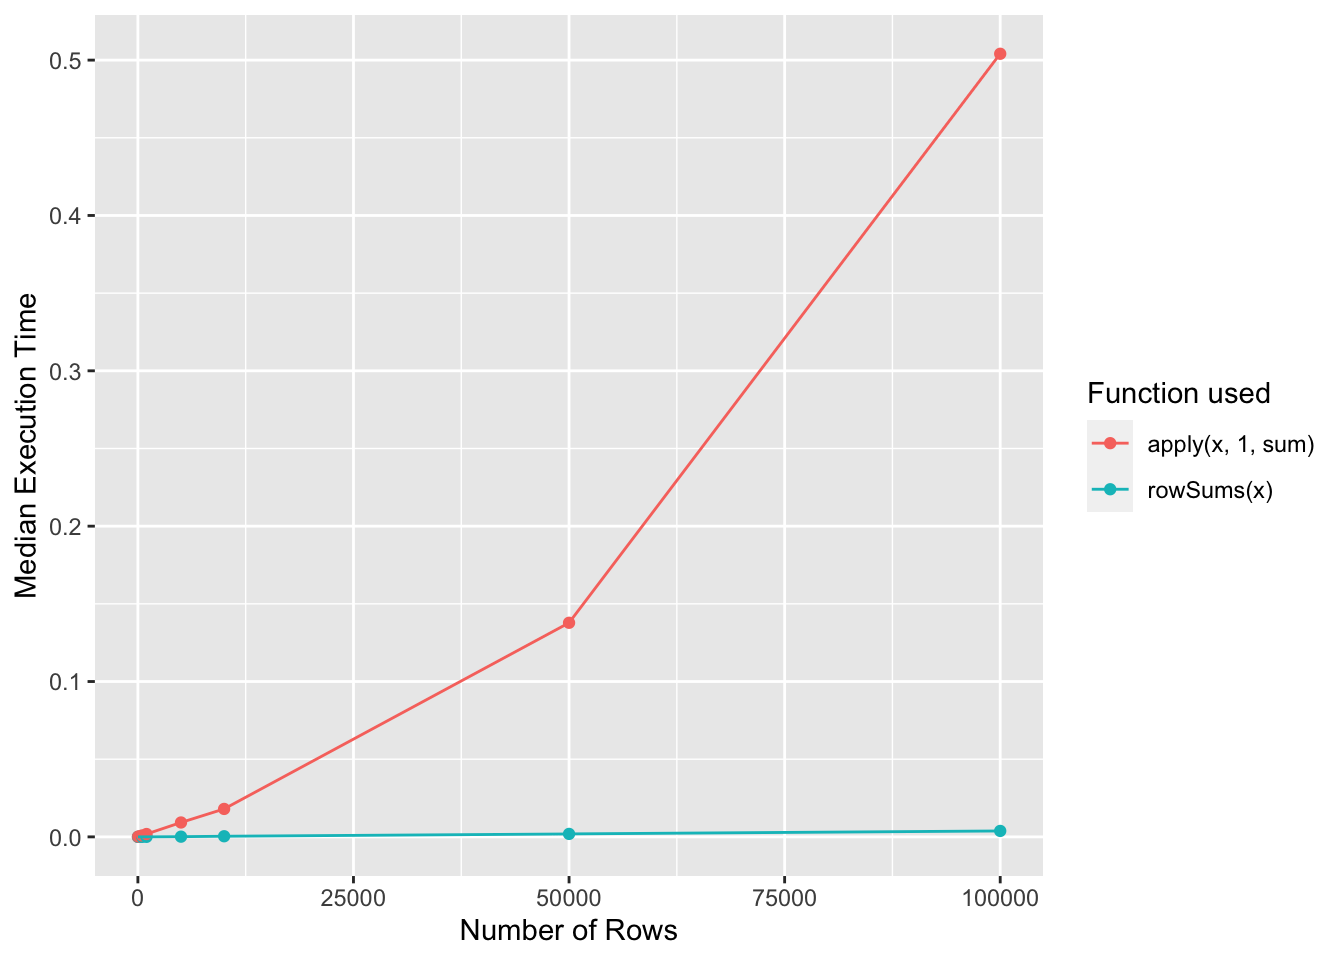 0.5
0.4
0.3
0.2
0.1
0.0
Median Execution Time
0
25000
50000
75000
100000
Number of Rows
Function used
apply(x, 1, sum)
rowSums(x)